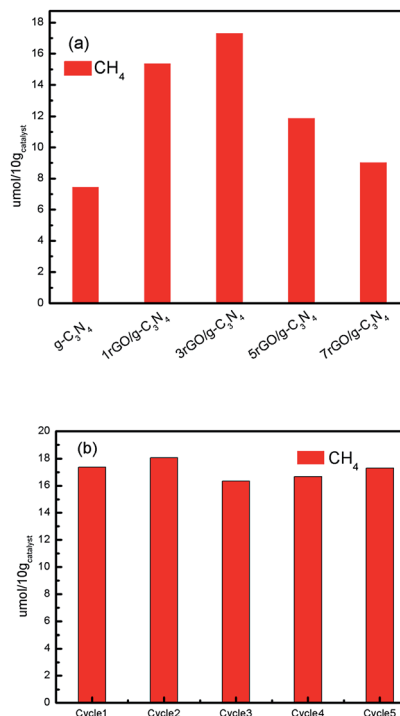 (a)
CH4
umol/10gcatalyst
18
16
14
12
10
8
6
4
2
0
g-C3N4
1rGO/g-C3N4
3rGO/g-C3N4
5rGO/g-C3N4
7rGO/g-C3N4
(b)
CH4
umol/10gcatalyst
20
18
16
14
12
10
8
6
4
2
0
Cycle1 Cycle2 Cycle3 Cycle4 Cycle5